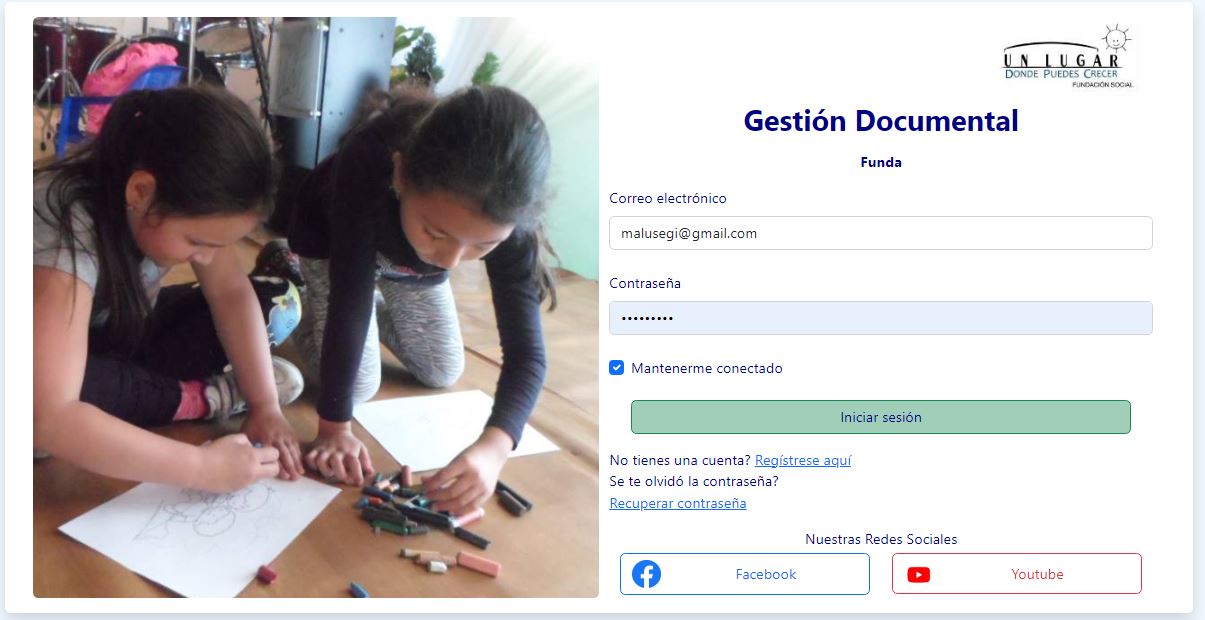 UN LUGAR
DONDE PUEDES CRECER
FUNDACIÓN SOCIAL
Gestión Documental
Funda
Correo electrónico
malusegi@gmail.com
Contraseña
•••••••••
Mantenerme conectado
Iniciar sesión
No tienes una cuenta? Regístrese aquí
Se te olvidó la contraseña?
Recuperar contraseña
Nuestras Redes Sociales
Facebook
Youtube